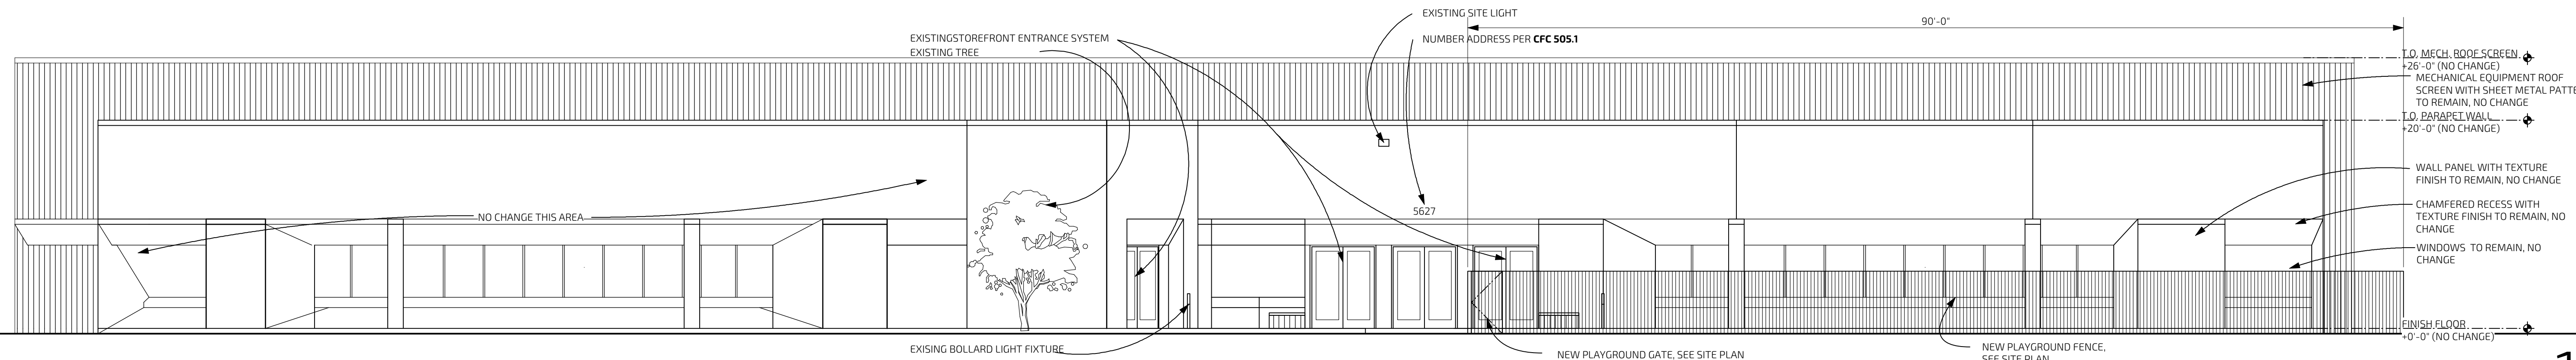 EXISTING SITE LIGHT
90'-0"
EXISTINGSTOREFRONT ENTRANCE SYSTEM
EXISTING TREE
NUMBER ADDRESS PER CFC 505.1
T.O. MECH. ROOF SCREEN
+26'-0" (NO CHANGE)
MECHANICAL EQUIPMENT ROOF
SCREEN WITH SHEET METAL PATTE
TO REMAIN, NO CHANGE
T.O. PARAPET WALL
+20'-0" (NO CHANGE)
WALL PANEL WITH TEXTURE
FINISH TO REMAIN, NO CHANGE
CHAMFERED RECESS WITH
TEXTURE FINISH TO REMAIN, NO
CHANGE
NO CHANGE THIS AREA
5627
WINDOWS TO REMAIN, NO
CHANGE
FINISH FLOOR
+0'-0" (NO CHANGE)
EXISING BOLLARD LIGHT FIXTURE
NEW PLAYGROUND GATE, SEE SITE PLAN
NEW PLAYGROUND FENCE,
SEE SITE PLAN